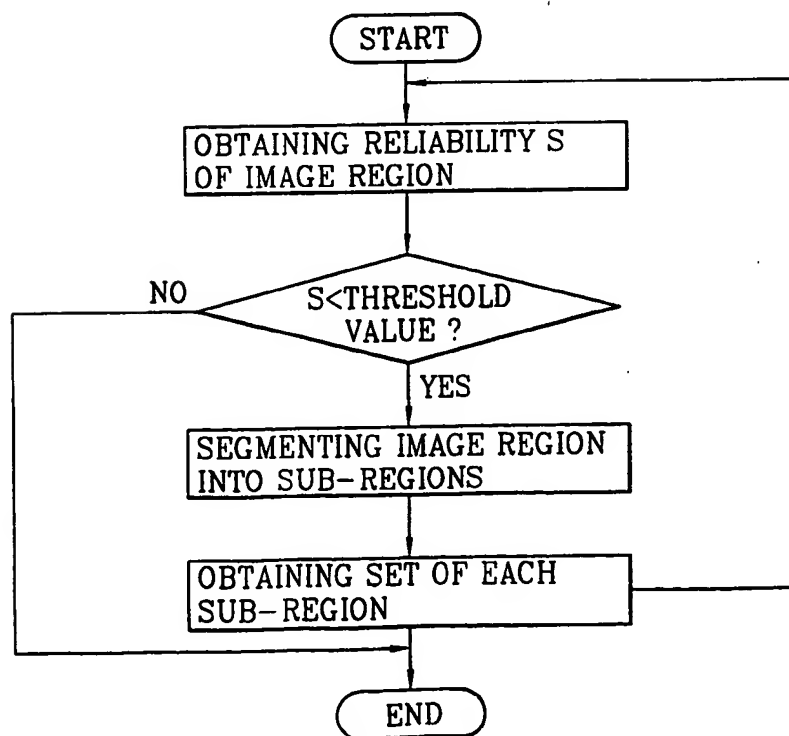 START
OBTAINING RELIABILITY S
OF IMAGE REGION
NO
S<THRESHOLD
VALUE ?
YES
SEGMENTING IMAGE REGION
INTO SUB-REGIONS
OBTAINING SET OF EACH
SUB-REGION
END